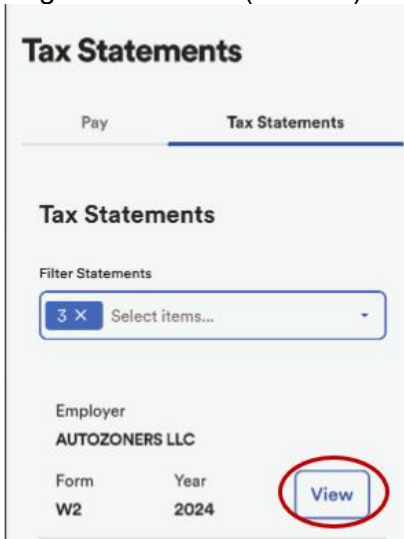 Tax Statements
Pay Tax Statements
Tax Statements
Filter Statements
3 × Select items...
Employer
AUTOZONERS LLC
Form Year
W2 2024
View